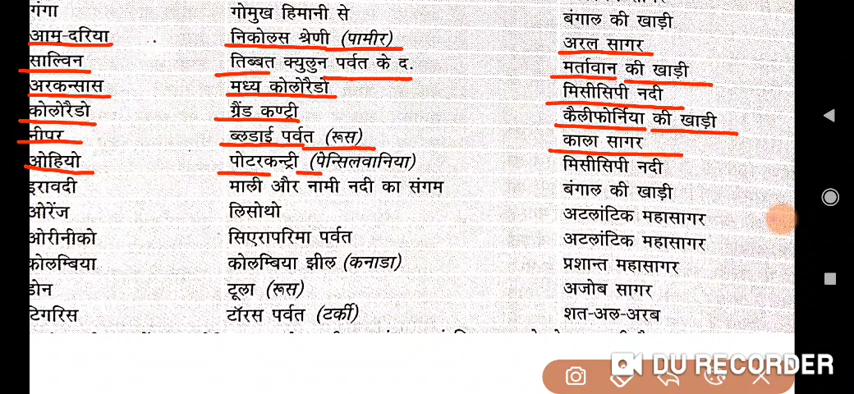 गंगा गोमुख हिमानी से बंगाल की खाड़ी
आम-दरिया निकोलस श्रेणी (पामीर) अरल सागर
साल्विन तिब्बत क्युलुन पर्वत के द. मर्तावान की खाड़ी
अरकन्सास मध्य कोलोरैडो मिसीसिपी नदी
कोलोरैडो ग्रैंड कण्ट्री कैलीफोर्निया की खाड़ी
नीपर ब्लडाई पर्वत (रूस) काला सागर
ओहियो पोटरकन्ट्री (पेन्सिलवानिया) मिसीसिपी नदी
इरावदी माली और नामी नदी का संगम बंगाल की खाड़ी
ओरेंज लिसोथो अटलांटिक महासागर
ओरीनीको सिएरापरिमा पर्वत अटलांटिक महासागर
कोलम्बिया कोलम्बिया झील (कनाडा) प्रशान्त महासागर
डोन टूला (रूस) अजोब सागर
टिगरिस टॉरस पर्वत (टर्की) शत-अल-अरब
DU RECORDER